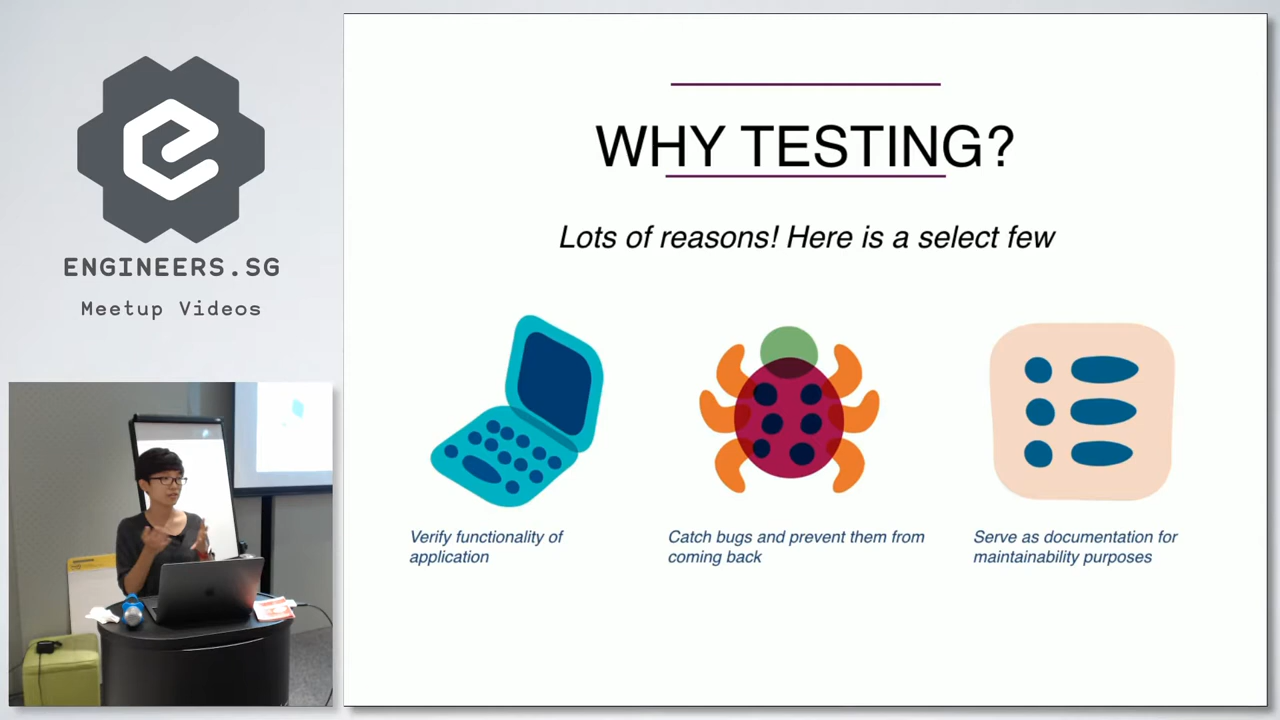 ENGINEERS.SG
Meetup Videos
WHY TESTING?
Lots of reasons! Here is a select few
Verify functionality of
application
Catch bugs and prevent them from
coming back
Serve as documentation for
maintainability purposes